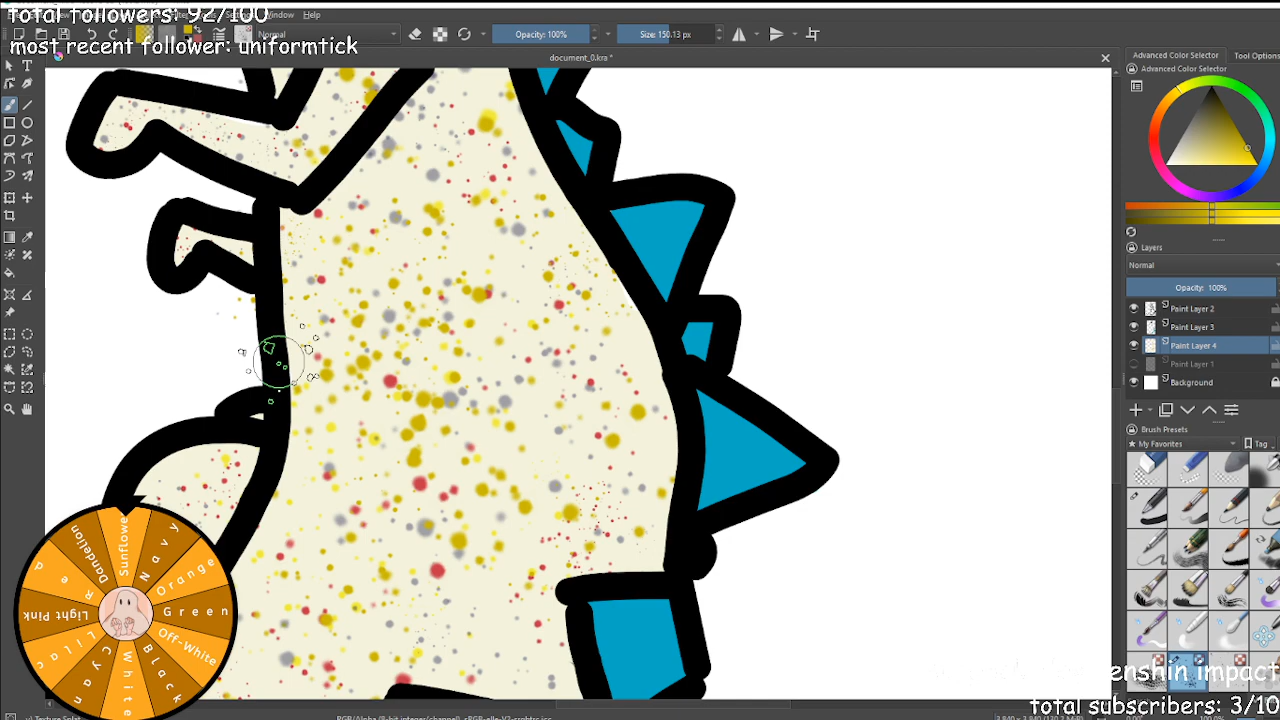 total followers: 92/100
Window Help
most recent follower: uniformtick
Normal
Opacity: 100%
Size: 150.13 px
document_0.kra *
Advanced Color Selector
Tool Options
Advanced Color Selector
Layers
Normal
Opacity: 100%
Paint Layer 2
Paint Layer 3
Paint Layer 4
Paint Layer 1
Background
Brush Presets
My Favorites
Tag
Sunflower
Navy
Orange
Green
Off-White
Black
White
Cyan
Lilac
Light Pink
Red
Dandelion
genshin impact
total subscribers: 3/10